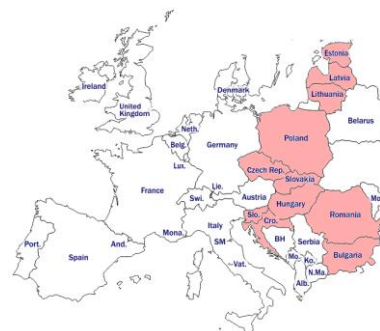 Estonia
Latvia
Lithuania
Ireland
Denmark
United
Kingdom
Belarus
Neth.
Belg.
Germany
Poland
Lux.
Czech Rep.
Slovakia
France
Lie.
Swi.
Austria
Hungary
Mo
Slo.
Cro.
Romania
Italy
BH
Serbia
Mona.
SM
Mo.
Ko.
Bulgaria
Port.
Spain
And.
Vat.
N.Ma.
Alb.